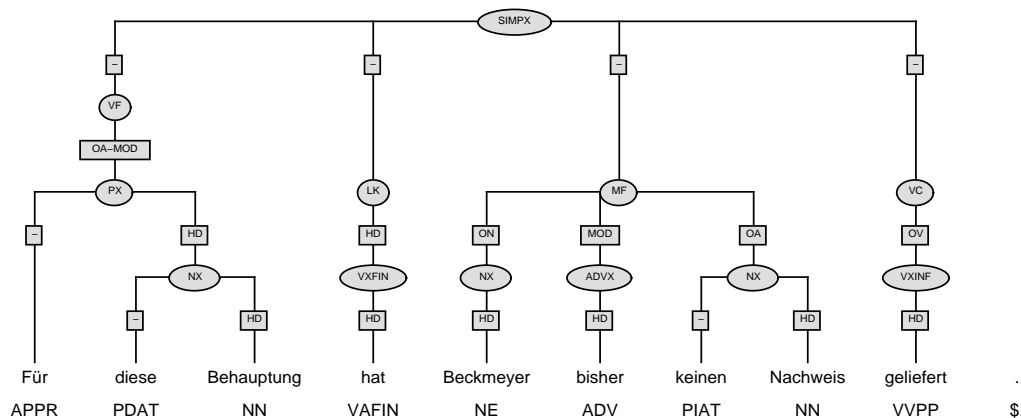 SIMPX
– – – –
VF
OA–MOD
PX LK MF VC
– HD HD ON MOD OA OV
NX VXFIN NX ADVX NX VXINF
– HD HD HD HD – HD HD
Für diese Behauptung hat Beckmeyer bisher keinen Nachweis geliefert .
APPR PDAT NN VAFIN NE ADV PIAT NN VVPP $